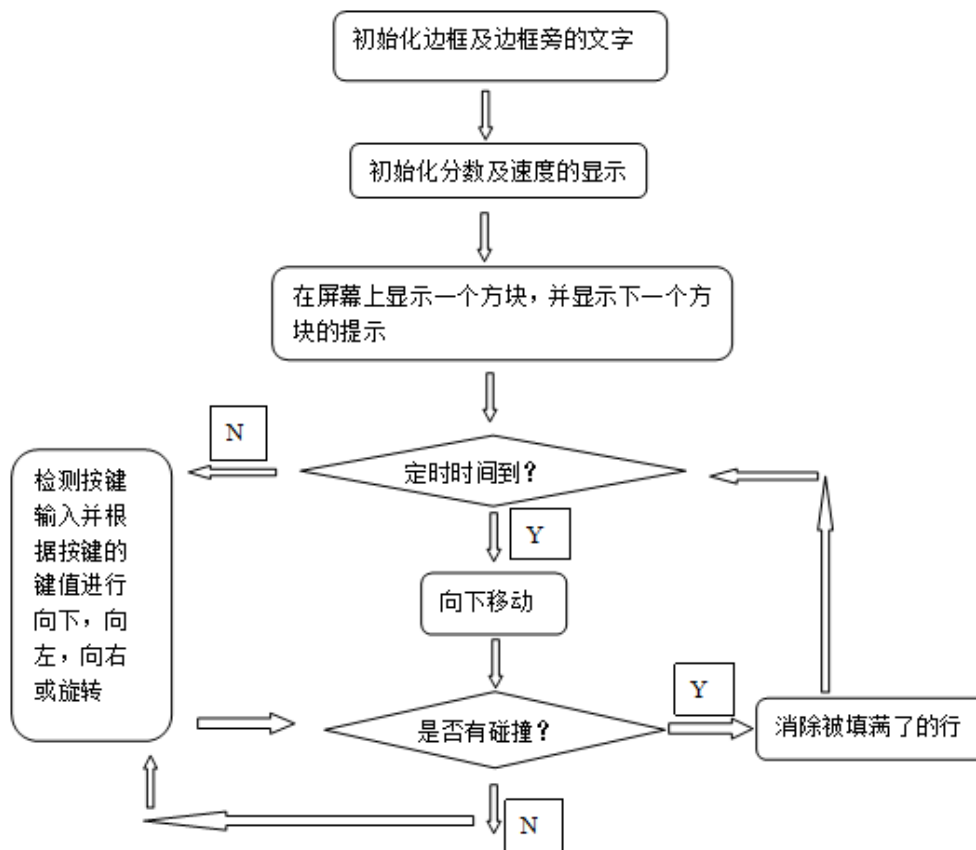 初始化边框及边框旁的文字
初始化分数及速度的显示
在屏幕上显示一个方块，并显示下一个方
块的提示
N
定时时间到？
检测按键
输入并根
据按键的
键值进行
向下，向
左，向右
或旋转
Y
向下移动
Y
是否有碰撞？
消除被填满了的行
N